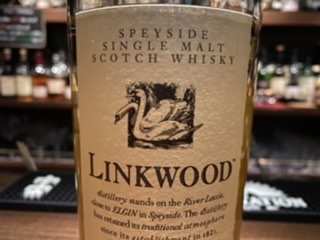 SPEYSIDE
SINGLE MALT
SCOTCH WHISKY
LINKWOOD
distillery stands on the River Lossie,
close to ELGIN in Speyside. The distillery
has retained its traditional atmosphere
since its establishment in 1821.